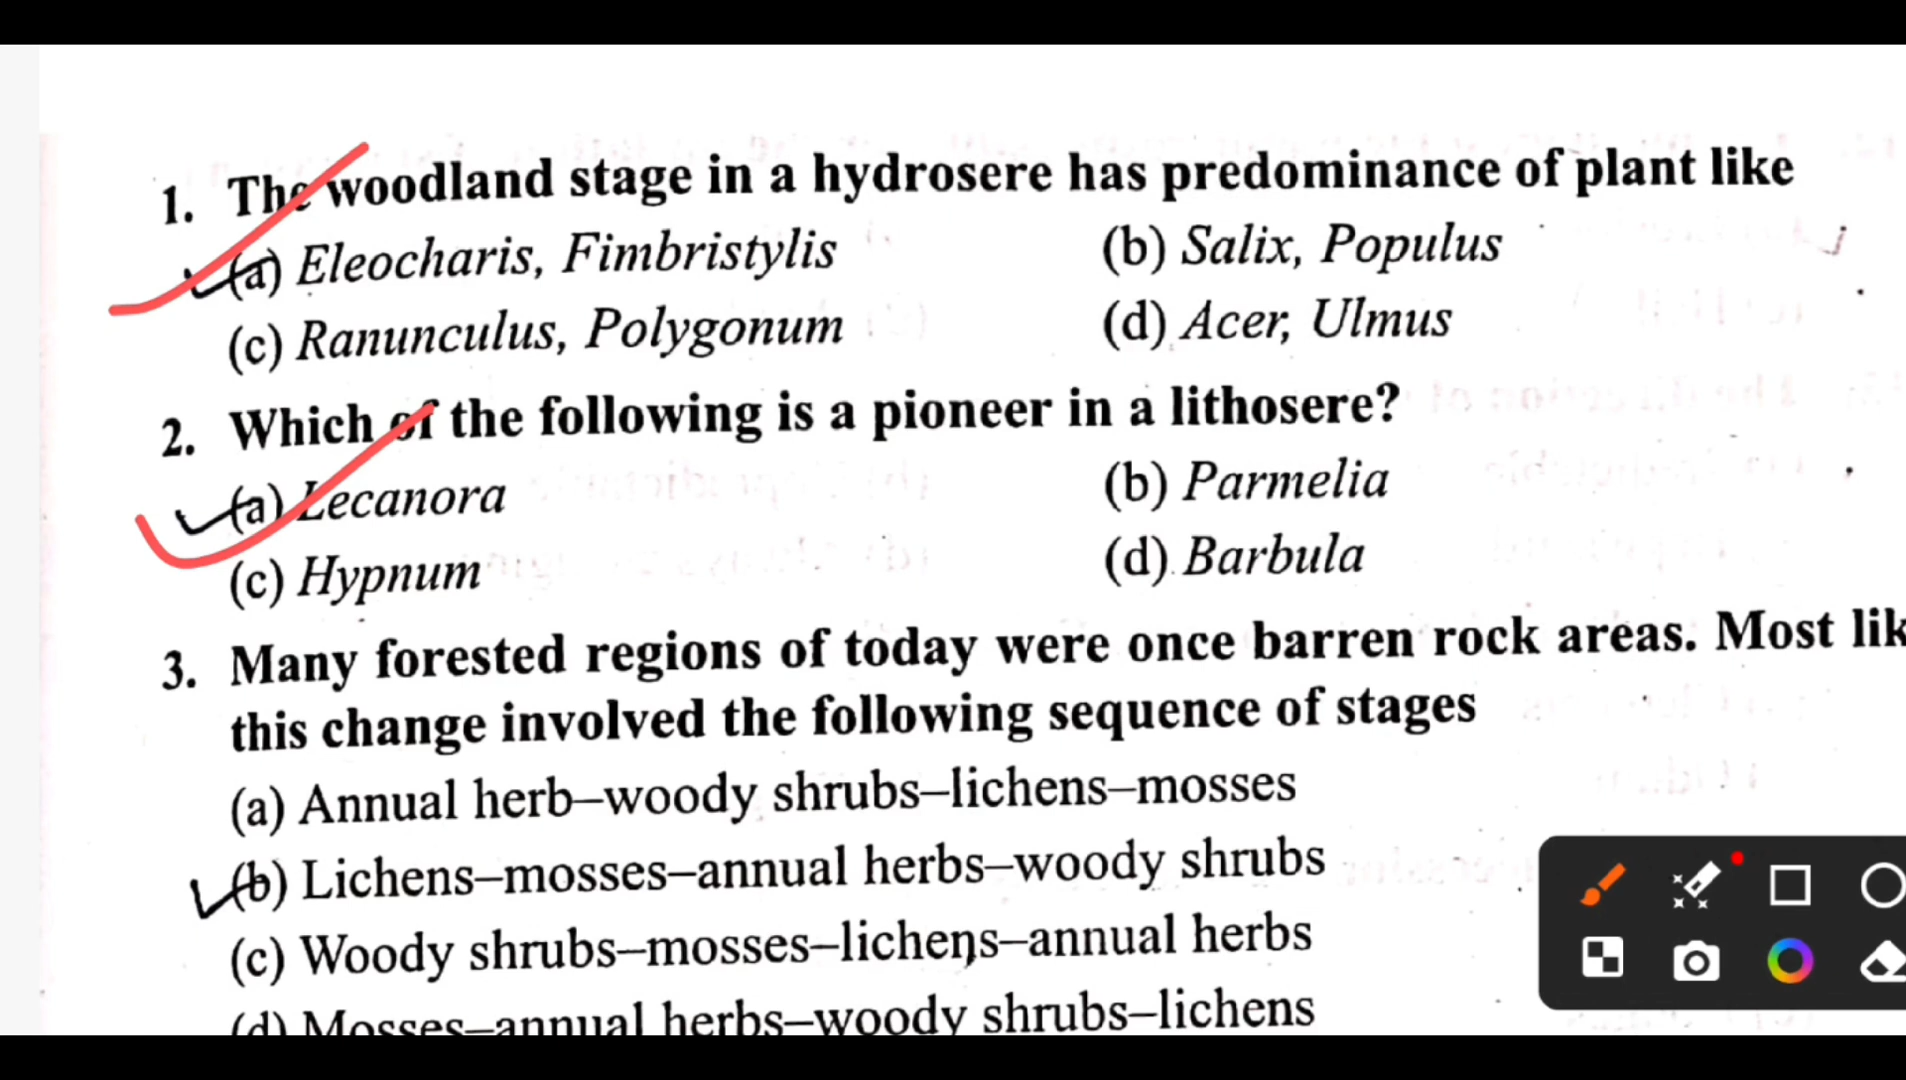 1. The woodland stage in a hydrosere has predominance of plant like
(a) Eleocharis, Fimbristylis (b) Salix, Populus
(c) Ranunculus, Polygonum (d) Acer, Ulmus
2. Which of the following is a pioneer in a lithosere?
(a) Lecanora (b) Parmelia
(c) Hypnum (d) Barbula
3. Many forested regions of today were once barren rock areas. Most lik
this change involved the following sequence of stages
(a) Annual herb–woody shrubs–lichens–mosses
(b) Lichens–mosses–annual herbs–woody shrubs
(c) Woody shrubs–mosses–lichens–annual herbs
(d) Mosses–annual herbs–woody shrubs–lichens